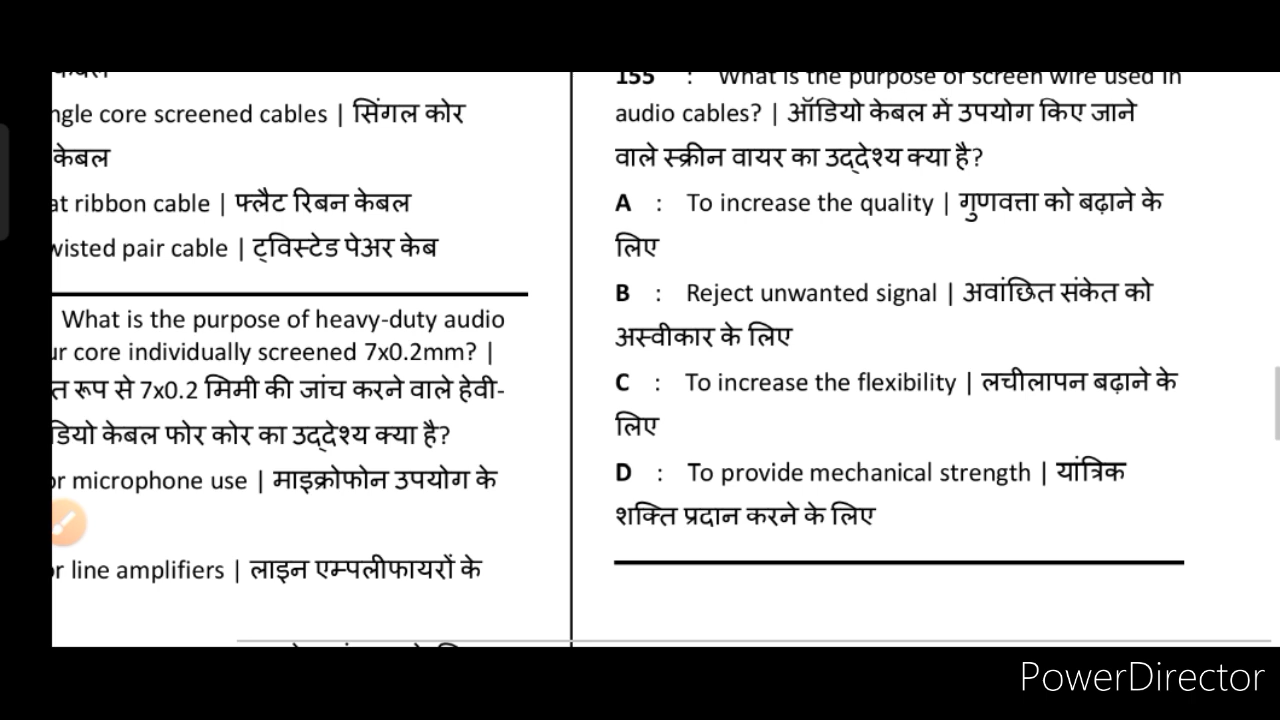 ngle core screened cables | सिंगल कोर
केबल
at ribbon cable | फ्लैट रिबन केबल
wisted pair cable | ट्विस्टेड पेअर केब
What is the purpose of heavy-duty audio
ur core individually screened 7x0.2mm? |
त रूप से 7x0.2 मिमी की जांच करने वाले हेवी-
डियो केबल फोर कोर का उद्देश्य क्या है?
or microphone use | माइक्रोफोन उपयोग के
or line amplifiers | लाइन एम्पलीफायरों के
155 : What is the purpose of screen wire used in
audio cables? | ऑडियो केबल में उपयोग किए जाने
वाले स्क्रीन वायर का उद्देश्य क्या है?
A : To increase the quality | गुणवत्ता को बढ़ाने के
लिए
B : Reject unwanted signal | अवांछित संकेत को
अस्वीकार के लिए
C : To increase the flexibility | लचीलापन बढ़ाने के
लिए
D : To provide mechanical strength | यांत्रिक
शक्ति प्रदान करने के लिए
PowerDirector